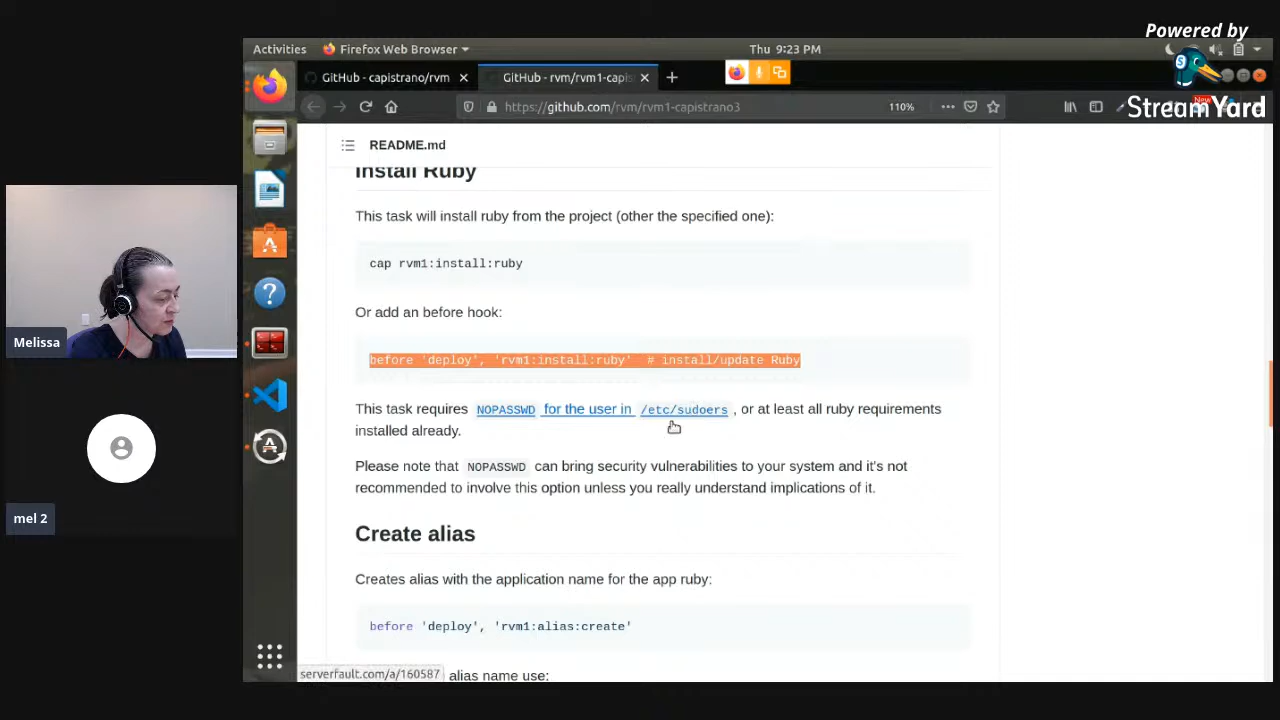 Powered by
StreamYard
Activities
Firefox Web Browser
Thu 9:23 PM
GitHub - capistrano/rvm
GitHub - rvm/rvm1-capis
https://github.com/rvm/rvm1-capistrano3
110%
README.md
Install Ruby
This task will install ruby from the project (other the specified one):
cap rvm1:install:ruby
Or add an before hook:
before 'deploy', 'rvm1:install:ruby'  # install/update Ruby
This task requires NOPASSWD for the user in /etc/sudoers , or at least all ruby requirements
installed already.
Please note that NOPASSWD can bring security vulnerabilities to your system and it's not
recommended to involve this option unless you really understand implications of it.
Create alias
Creates alias with the application name for the app ruby:
before 'deploy', 'rvm1:alias:create'
serverfault.com/a/160587
alias name use:
Melissa
mel 2